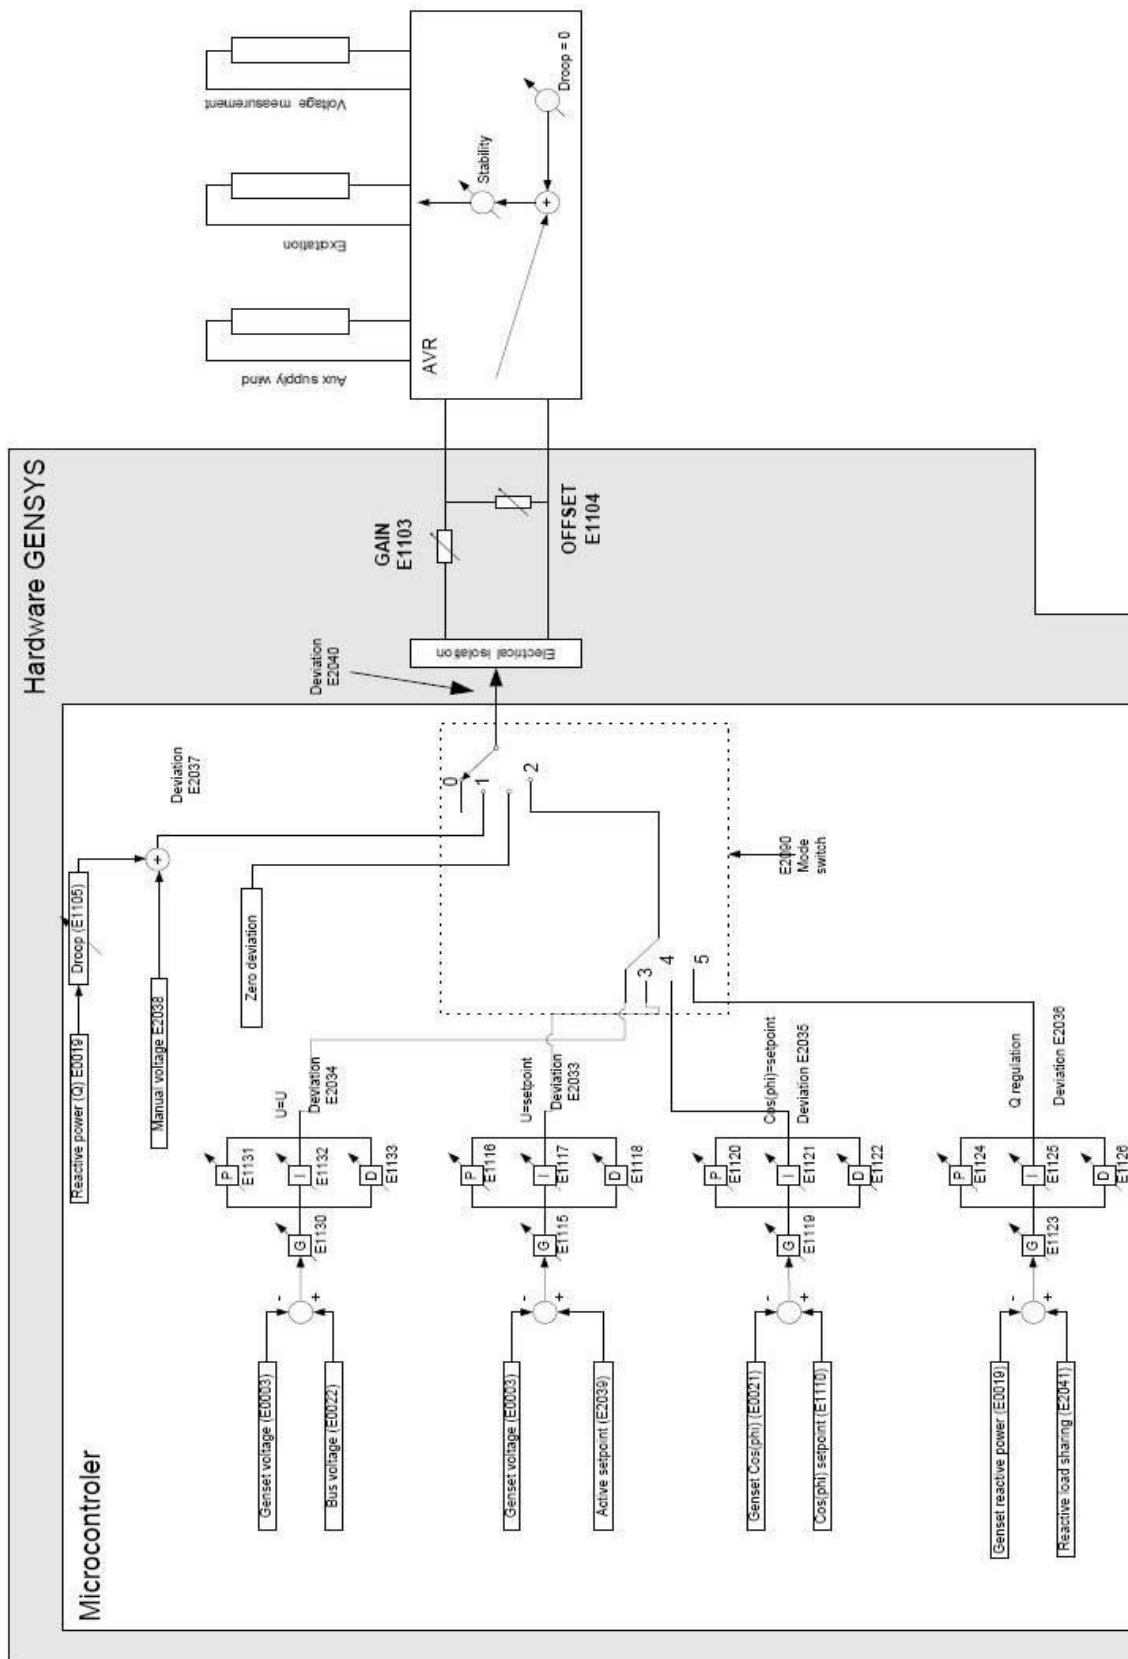 Hardware GENSYS
Microcontroler
Reactive power (Q) E0019
Droop (E1105)
Manual voltage E2038
Deviation
E2037
Zero deviation
Genset voltage (E0003)
Bus voltage (E0022)
-
+
G
E1130
P
E1131
I
E1132
D
E1133
U=U
Deviation
E2034
Genset voltage (E0003)
Active setpoint (E2039)
-
+
G
E1115
P
E1116
I
E1117
D
E1118
U=setpoint
Deviation
E2033
Genset Cos(phi) (E0021)
Cos(phi) setpoint (E1110)
-
+
G
E1119
P
E1120
I
E1121
D
E1122
Cos(phi)=setpoint
Deviation E2035
Genset reactive power (E0019)
Reactive load sharing (E2041)
-
+
G
E1123
P
E1124
I
E1125
D
E1126
Q regulation
Deviation E2036
3
4
5
0
1
2
+
E2090
Mode
switch
Deviation
E2040
Electrical isolation
GAIN
E1103
OFFSET
E1104
AVR
Aux supply wind
Excitation
Voltage measurement
Stability
+
Droop = 0